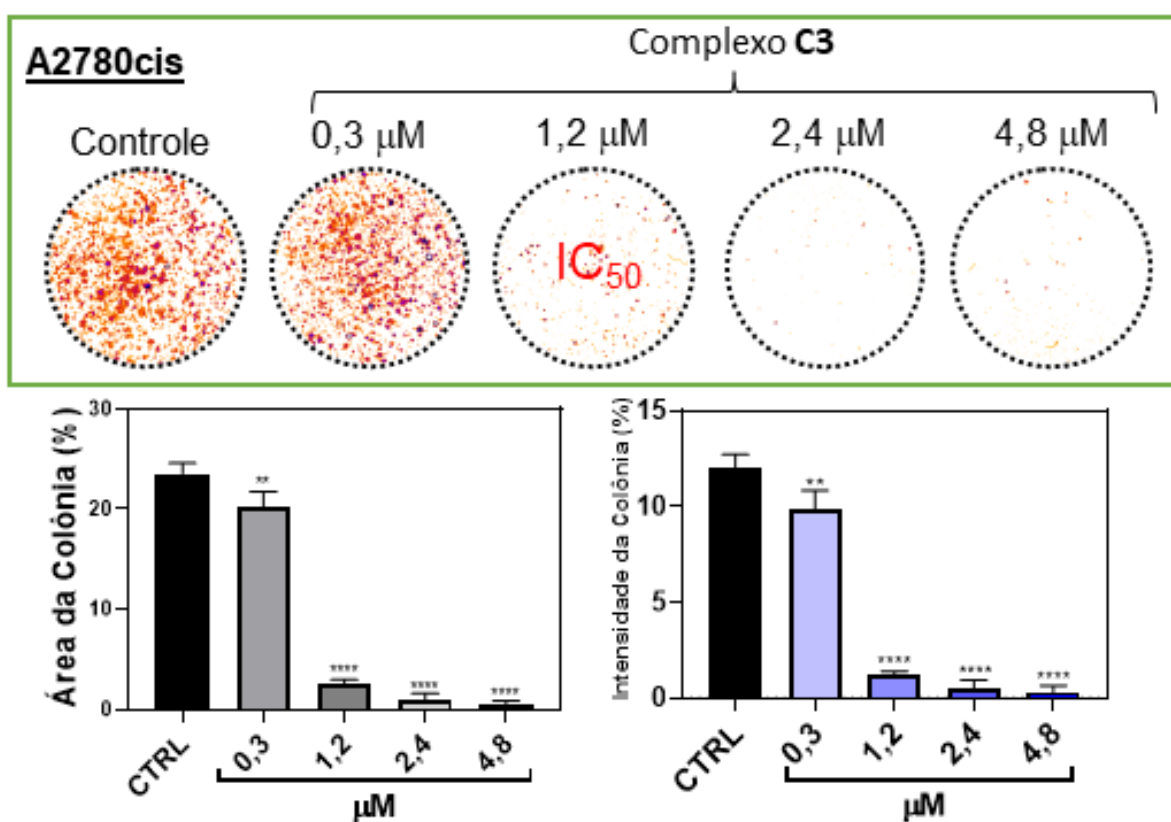 Complexo C3
A2780cis
Controle
0,3 µM
1,2 µM
2,4 µM
4,8 µM
IC50
Área da Colônia (%)
30
20
10
0
**
****
****
****
CTRL
0,3
1,2
2,4
4,8
µM
Intensidade da Colônia (%)
15
10
5
0
**
****
****
****
CTRL
0,3
1,2
2,4
4,8
µM